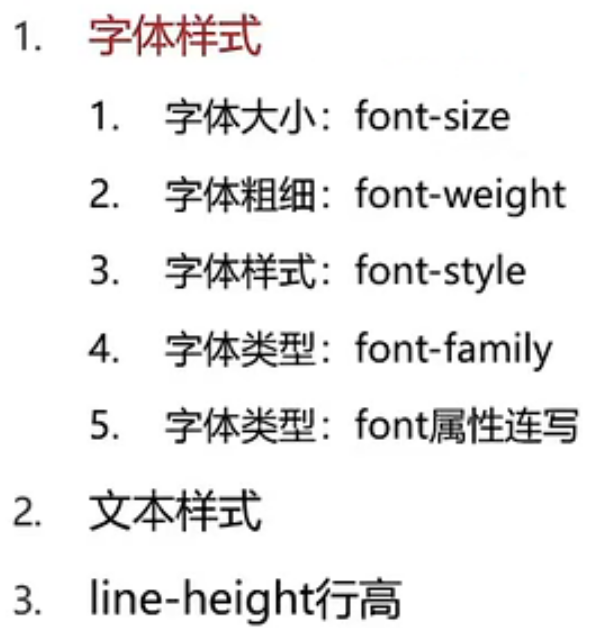 1. 字体样式
1. 字体大小：font-size
2. 字体粗细：font-weight
3. 字体样式：font-style
4. 字体类型：font-family
5. 字体类型：font属性连写
2. 文本样式
3. line-height行高